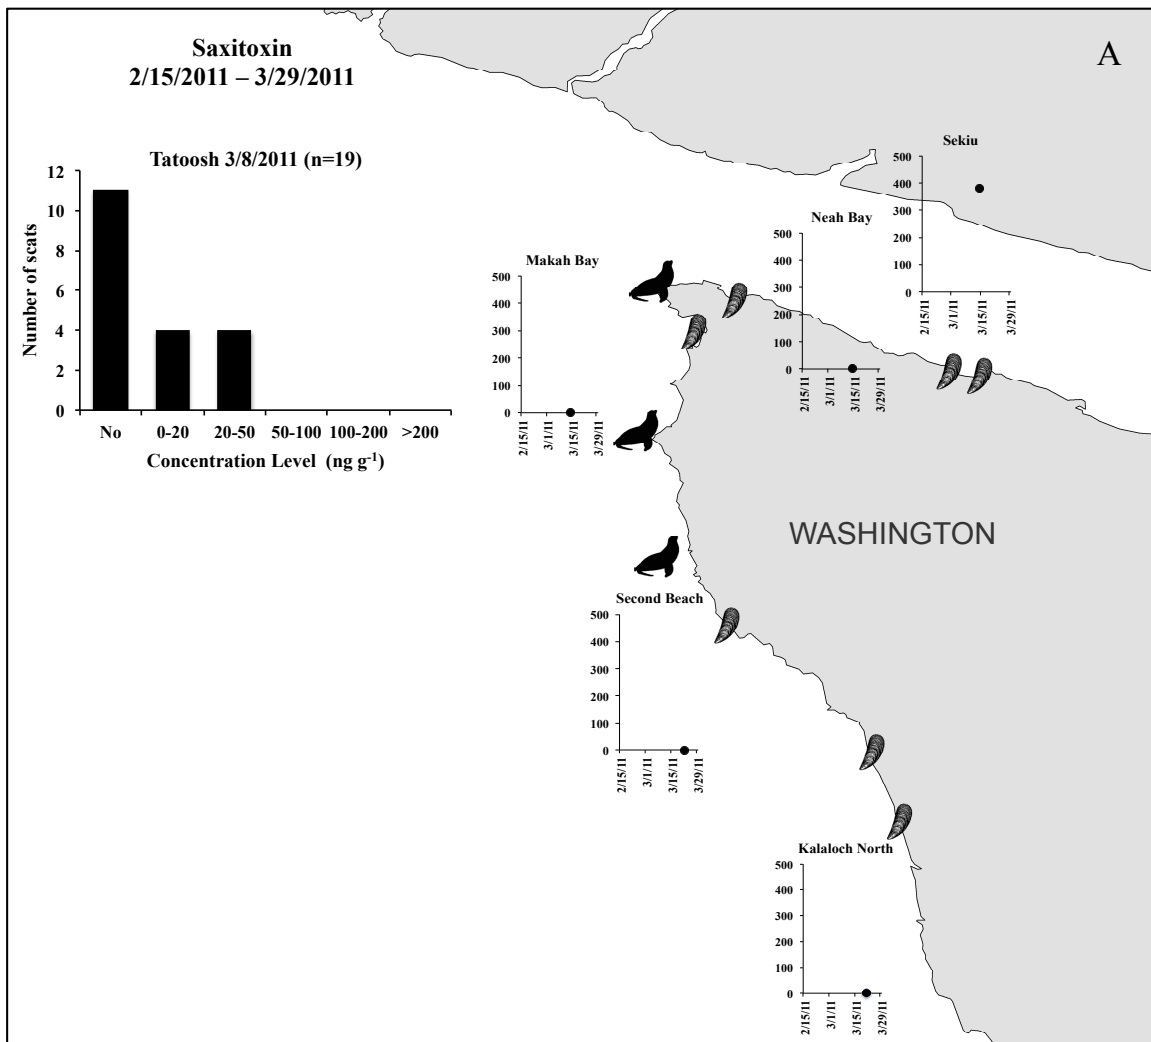 Saxitoxin
2/15/2011 – 3/29/2011
A
Tatoosh 3/8/2011 (n=19)
Number of scats
12
10
8
6
4
2
0
No 0-20 20-50 50-100 100-200 >200
Concentration Level (ng g⁻¹)
Sekiu
500
400
300
200
100
0
2/15/11 3/1/11 3/15/11 3/29/11
Neah Bay
500
400
300
200
100
0
2/15/11 3/1/11 3/15/11 3/29/11
Makah Bay
500
400
300
200
100
0
2/15/11 3/1/11 3/15/11 3/29/11
WASHINGTON
Second Beach
500
400
300
200
100
0
2/15/11 3/1/11 3/15/11 3/29/11
Kalaloch North
500
400
300
200
100
0
2/15/11 3/1/11 3/15/11 3/29/11